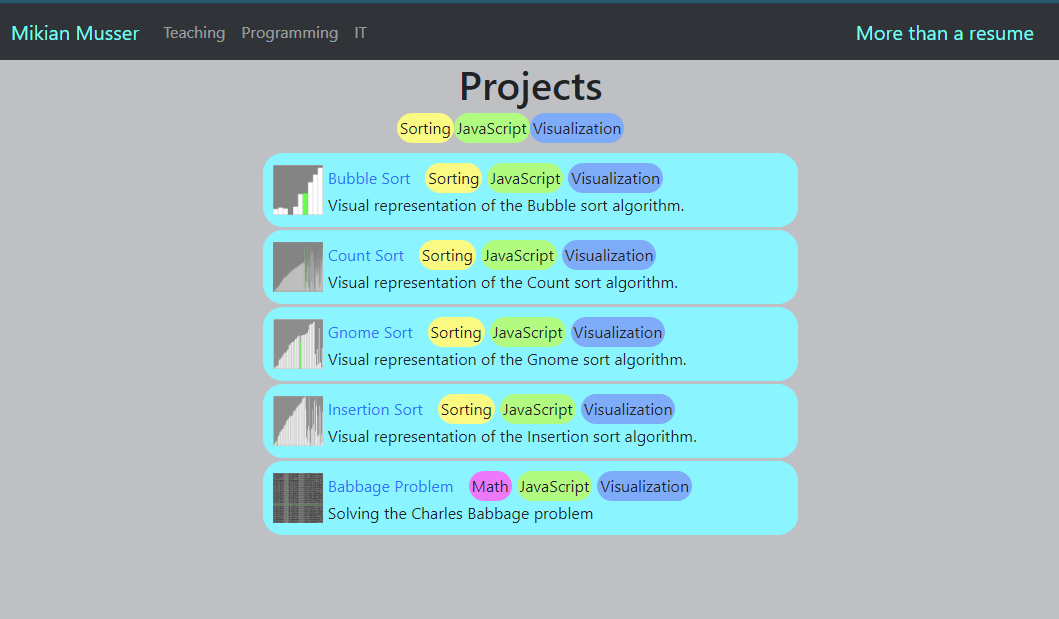 Mikian Musser Teaching Programming IT More than a resume
Projects
Sorting JavaScript Visualization
Bubble Sort Sorting JavaScript Visualization
Visual representation of the Bubble sort algorithm.
Count Sort Sorting JavaScript Visualization
Visual representation of the Count sort algorithm.
Gnome Sort Sorting JavaScript Visualization
Visual representation of the Gnome sort algorithm.
Insertion Sort Sorting JavaScript Visualization
Visual representation of the Insertion sort algorithm.
Babbage Problem Math JavaScript Visualization
Solving the Charles Babbage problem